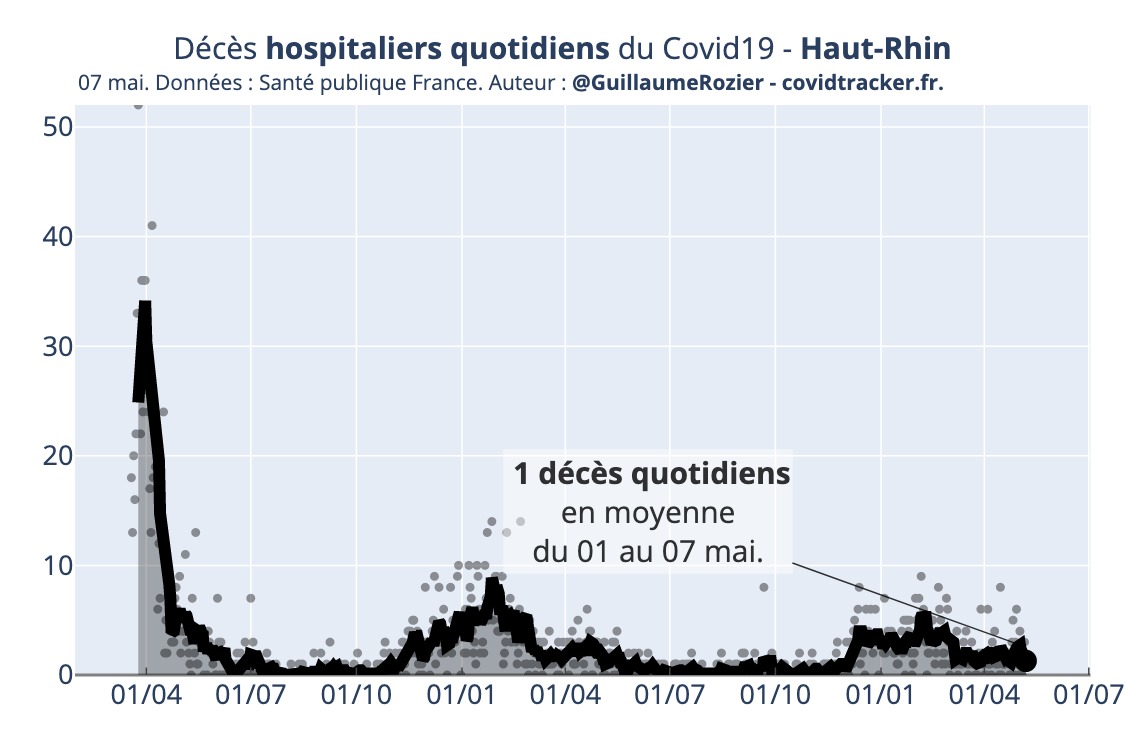 Décès hospitaliers quotidiens du Covid19 - Haut-Rhin
07 mai. Données : Santé publique France. Auteur : @GuillaumeRozier - covidtracker.fr.
50
40
30
20
10
0
1 décès quotidiens
en moyenne
du 01 au 07 mai.
01/04 01/07 01/10 01/01 01/04 01/07 01/10 01/01 01/04 01/07